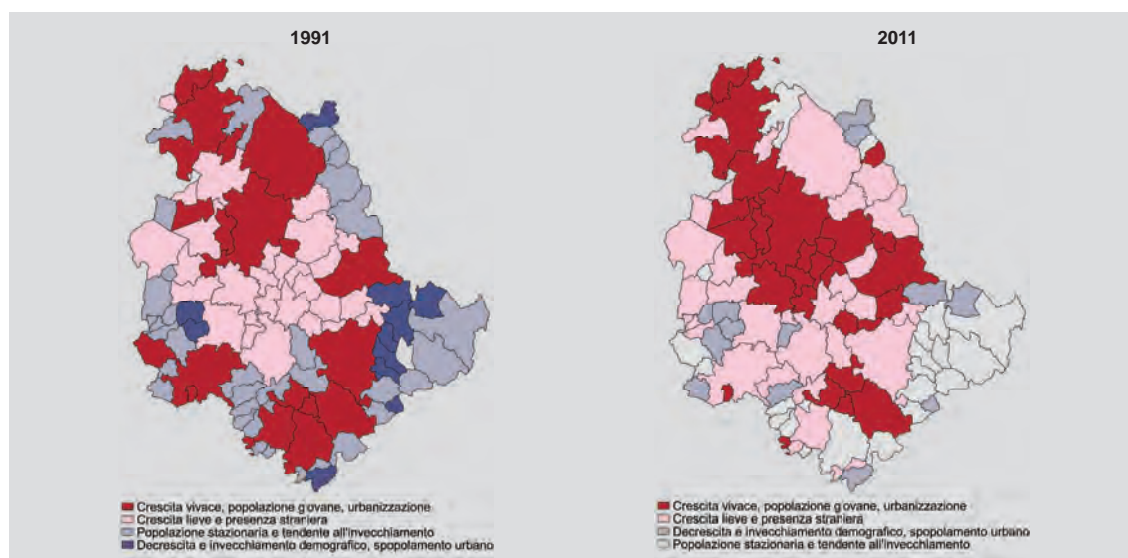 1991
2011
Crescita vivace, popolazione giovane, urbanizzazione
Crescita lieve e presenza straniera
Popolazione stazionaria e tendente all'invecchiamento
Decrescita e invecchiamento demografico, spopolamento urbano
Crescita vivace, popolazione giovane, urbanizzazione
Crescita lieve e presenza straniera
Decrescita e invecchiamento demografico, spopolamento urbano
Popolazione stazionaria e tendente all'invecchiamento